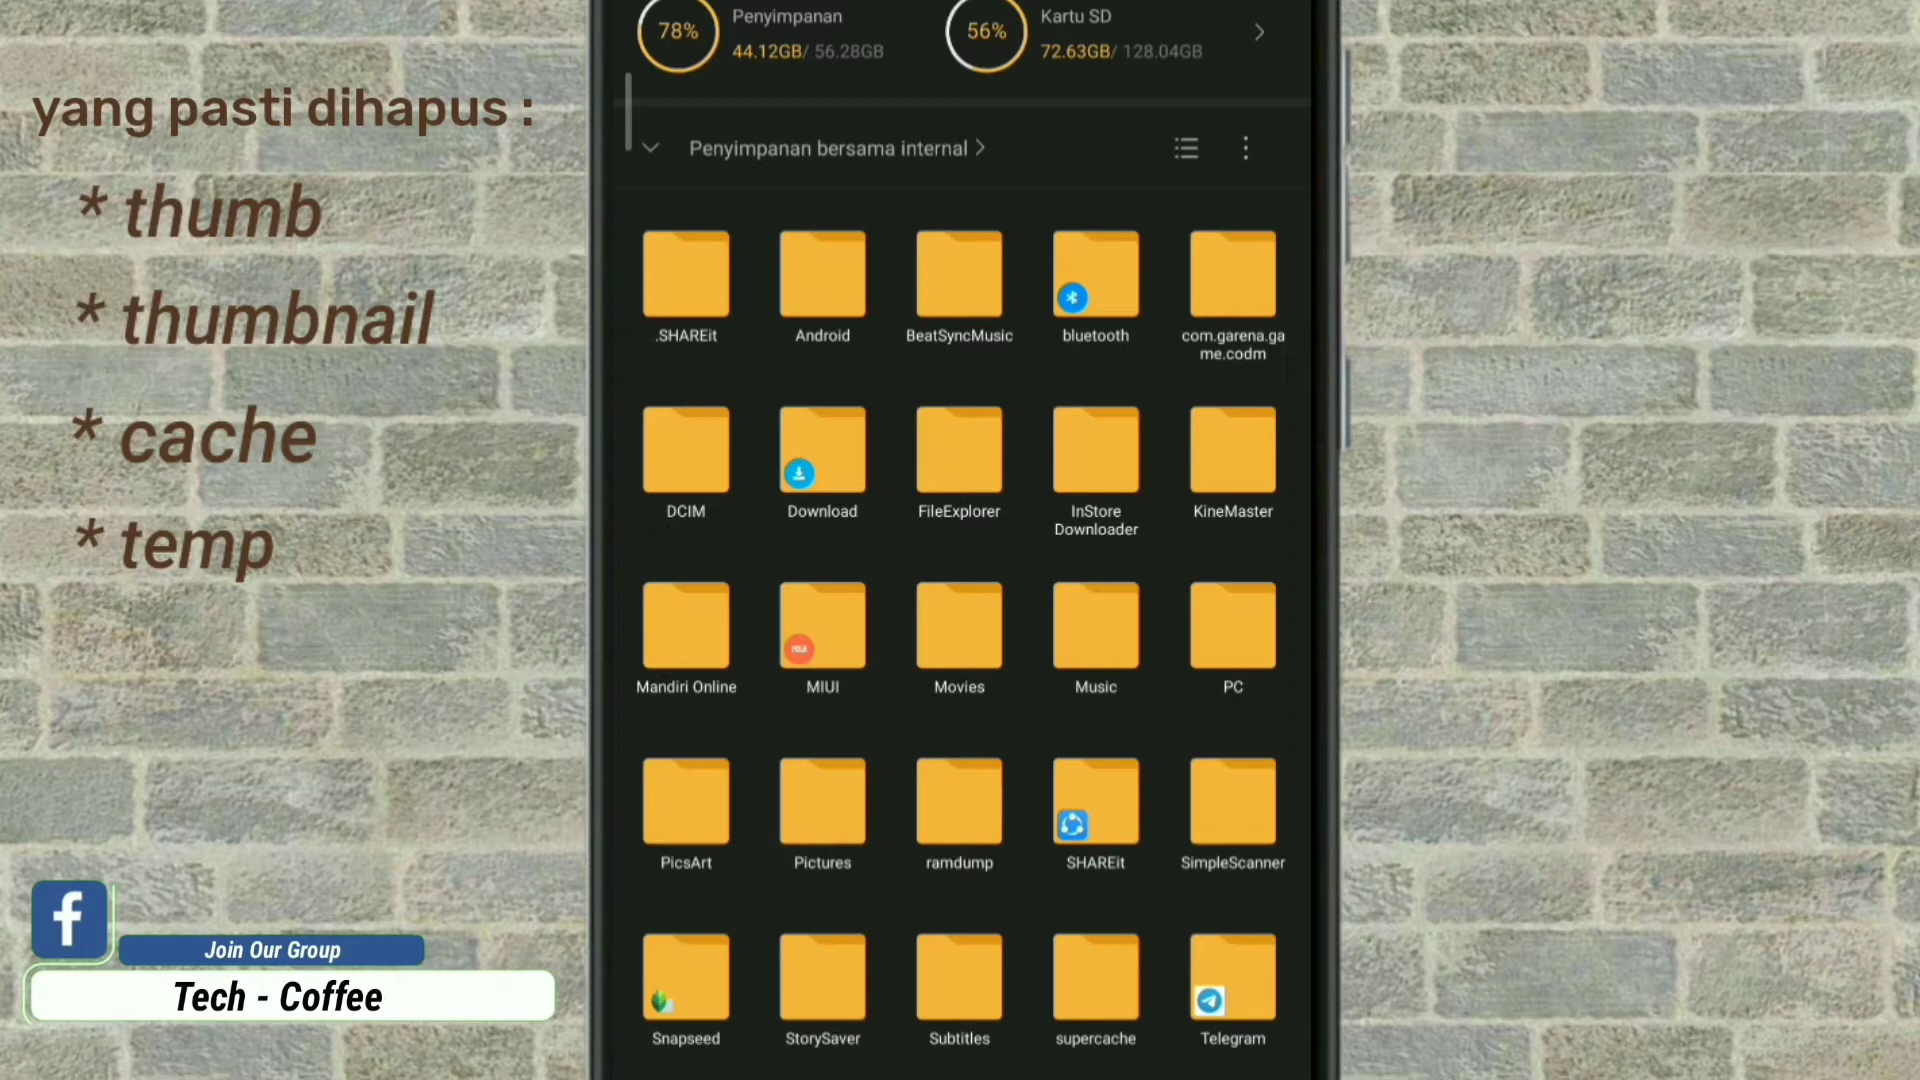 yang pasti dihapus :
* thumb
* thumbnail
* cache
* temp
78%
Penyimpanan
44.12GB/ 56.28GB
56%
Kartu SD
72.63GB/ 128.04GB
Penyimpanan bersama internal
.SHAREit
Android
BeatSyncMusic
bluetooth
com.garena.ga
me.codm
DCIM
Download
FileExplorer
InStore
Downloader
KineMaster
Mandiri Online
MIUI
Movies
Music
PC
PicsArt
Pictures
ramdump
SHAREit
SimpleScanner
Snapseed
StorySaver
Subtitles
supercache
Telegram
f
Join Our Group
Tech - Coffee